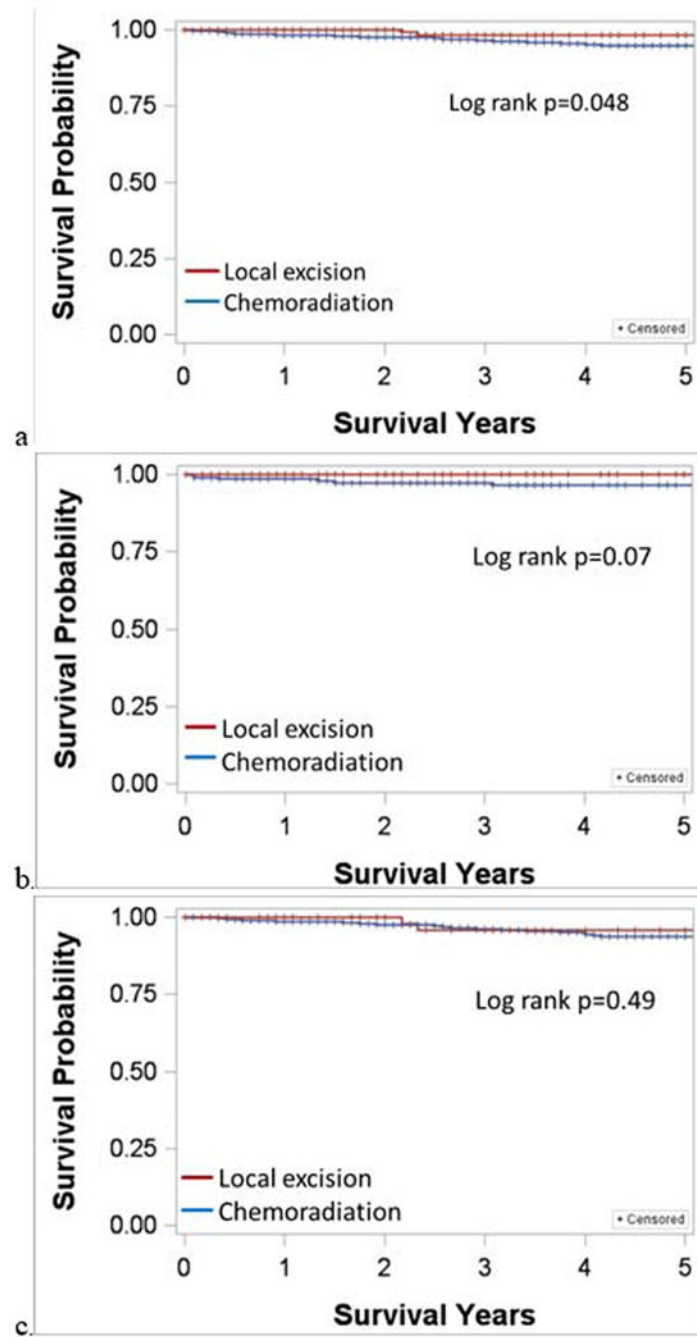 1.00
0.75
0.50
0.25
0.00
Survival Probability
Log rank p=0.048
Local excision
Chemoradiation
+ Censored
0 1 2 3 4 5
Survival Years
a
1.00
0.75
0.50
0.25
0.00
Survival Probability
Log rank p=0.07
Local excision
Chemoradiation
+ Censored
0 1 2 3 4 5
Survival Years
b.
1.00
0.75
0.50
0.25
0.00
Survival Probability
Log rank p=0.49
Local excision
Chemoradiation
+ Censored
0 1 2 3 4 5
Survival Years
c.